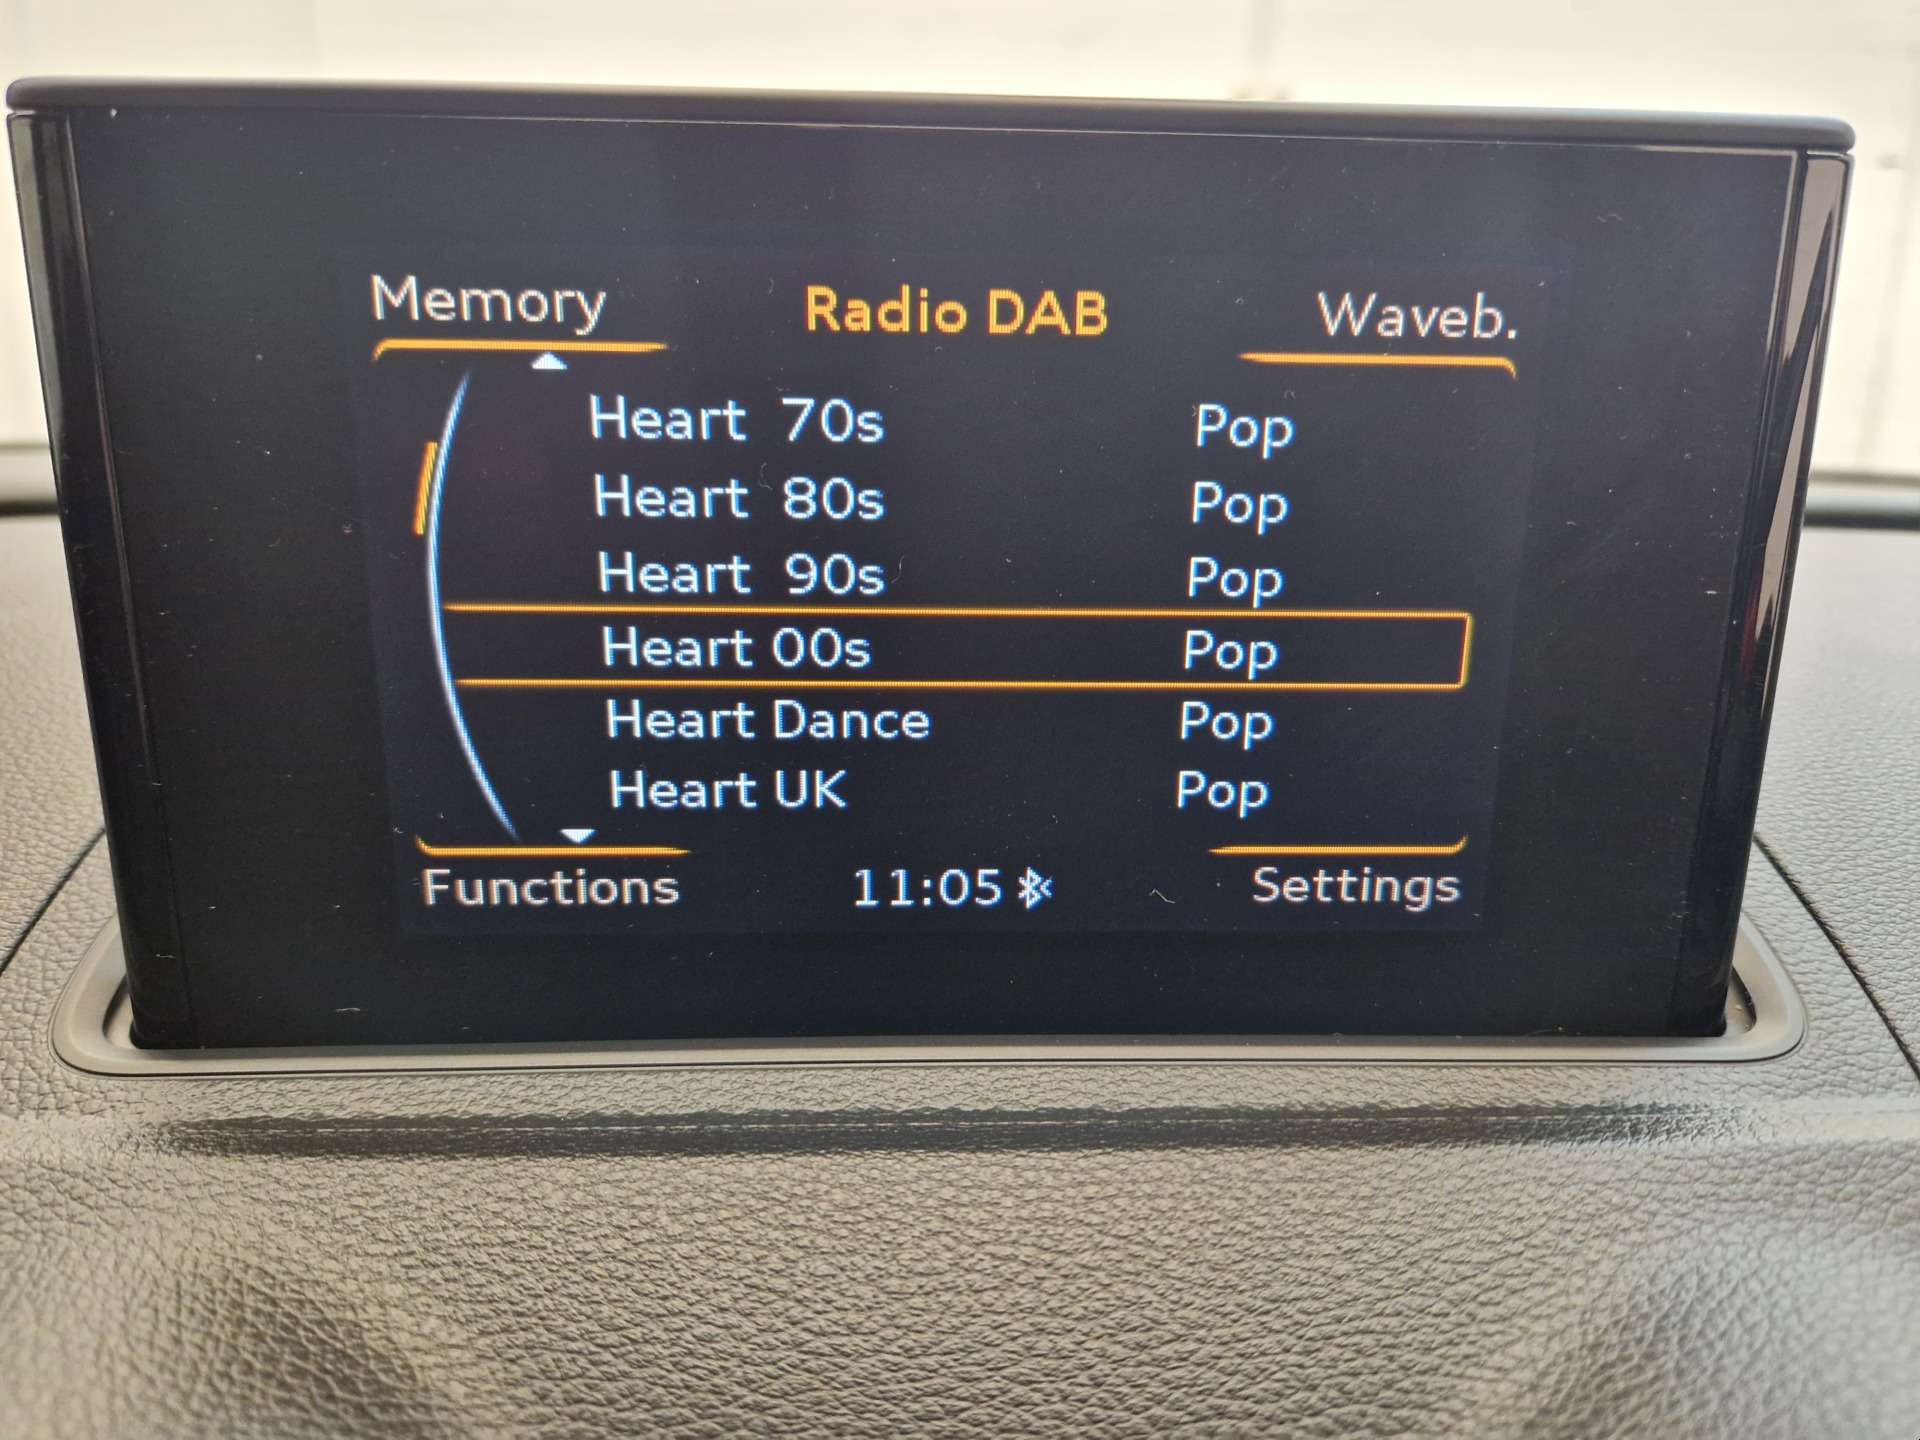 Memory Radio DAB Waveb.
Heart 70s Pop
Heart 80s Pop
Heart 90s Pop
Heart 00s Pop
Heart Dance Pop
Heart UK Pop
Functions 11:05 Settings